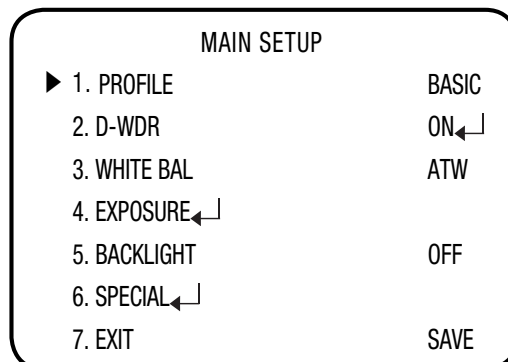 MAIN SETUP
▶ 1. PROFILE BASIC
2. D-WDR ON↵
3. WHITE BAL ATW
4. EXPOSURE↵
5. BACKLIGHT OFF
6. SPECIAL↵
7. EXIT SAVE